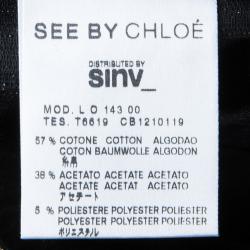 SEE BY CHLOÉ
DISTRIBUTED BY
sinv_
MOD. L O 143 00
TES. T6619 CB1210119
57 % COTONE COTTON ALGODAO
COTON BAUMWOLLE ALGODON
38 % ACETATO ACETATE ACETATO
ACETATE ACETAT ACETATO
アセテート
5 % POLIESTERE POLYESTER POLIESTER
POLYESTER POLYESTER POLIESTER
ポリエステル